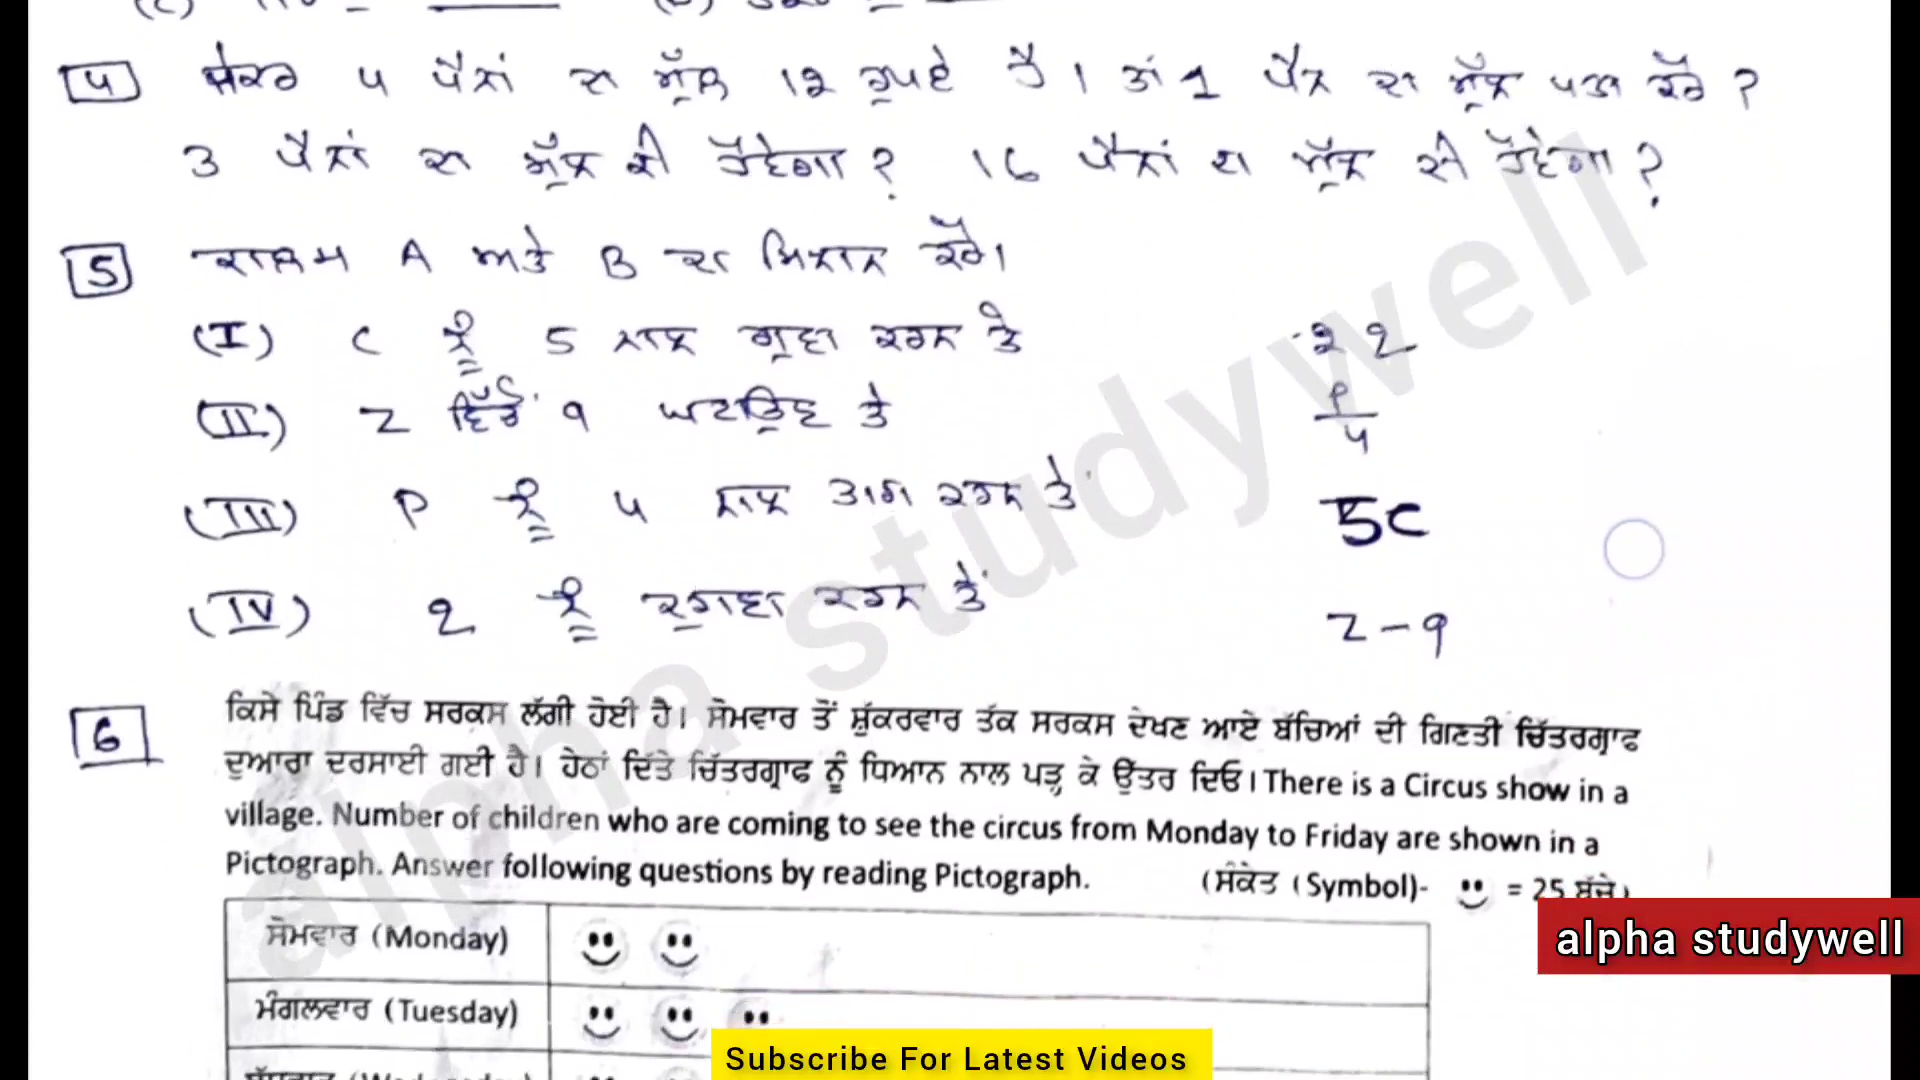 4 ਜੇਕਰ 4 ਪੈਨਾਂ ਦਾ ਮੁੱਲ 12 ਰੁਪਏ ਹੈ। ਤਾਂ 1 ਪੈਨ ਦਾ ਮੁੱਲ ਪਤਾ ਕਰੋ ?
3 ਪੈਨਾਂ ਦਾ ਮੁੱਲ ਕੀ ਹੋਵੇਗਾ ? 16 ਪੈਨਾਂ ਦਾ ਮੁੱਲ ਕੀ ਹੋਵੇਗਾ ?
5 ਕਾਲਮ A ਅਤੇ B ਦਾ ਮਿਲਾਨ ਕਰੋ।
(I) C ਨੂੰ 5 ਨਾਲ ਗੁਣਾ ਕਰਨ ਤੇ 22
(II) Z ਵਿੱਚੋਂ 9 ਘਟਾਉਣ ਤੇ P/4
(III) P ਨੂੰ 4 ਨਾਲ ਭਾਗ ਕਰਨ ਤੇ 5C
(IV) 2 ਨੂੰ ਦੁਗਣਾ ਕਰਨ ਤੇ Z-9
6 ਕਿਸੇ ਪਿੰਡ ਵਿੱਚ ਸਰਕਸ ਲੱਗੀ ਹੋਈ ਹੈ। ਸੋਮਵਾਰ ਤੋਂ ਸ਼ੁੱਕਰਵਾਰ ਤੱਕ ਸਰਕਸ ਦੇਖਣ ਆਏ ਬੱਚਿਆਂ ਦੀ ਗਿਣਤੀ ਚਿੱਤਰਗ੍ਰਾਫ
ਦੁਆਰਾ ਦਰਸਾਈ ਗਈ ਹੈ। ਹੇਠਾਂ ਦਿੱਤੇ ਚਿੱਤਰਗ੍ਰਾਫ ਨੂੰ ਧਿਆਨ ਨਾਲ ਪੜ੍ਹ ਕੇ ਉੱਤਰ ਦਿਓ। There is a Circus show in a
village. Number of children who are coming to see the circus from Monday to Friday are shown in a
Pictograph. Answer following questions by reading Pictograph. (ਸੰਕੇਤ (Symbol)- = 25 ਬੱਚੇ)
ਸੋਮਵਾਰ (Monday)
ਮੰਗਲਵਾਰ (Tuesday)
alpha studywell
alpha studywell
Subscribe For Latest Videos